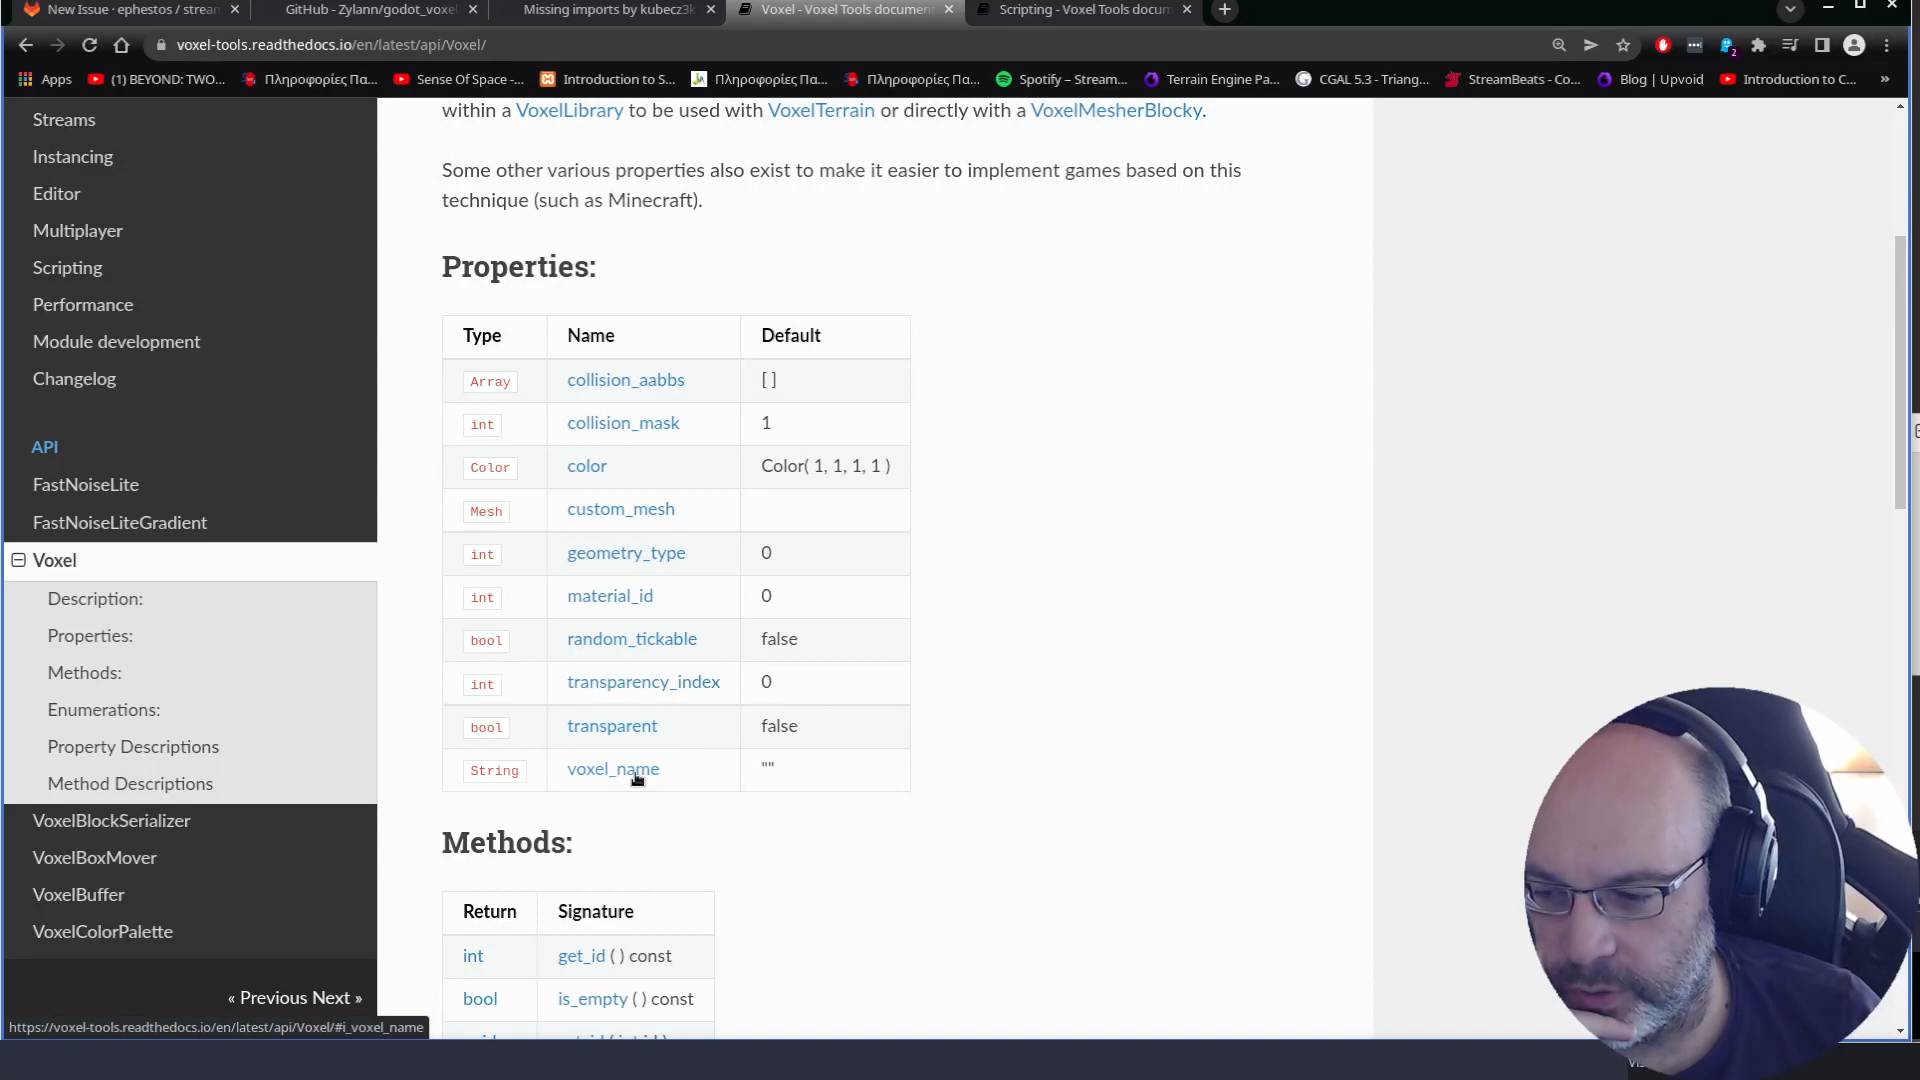 New Issue · ephestos / strea
GitHub - Zylann/godot_voxel
Missing imports by kubecz3k
Voxel - Voxel Tools document
Scripting - Voxel Tools docum
voxel-tools.readthedocs.io/en/latest/api/Voxel/
2
Apps
(1) BEYOND: TWO...
Πληροφορίες Πα...
Sense Of Space -...
Introduction to S...
Πληροφορίες Πα...
Πληροφορίες Πα...
Spotify – Stream...
Terrain Engine Pa...
CGAL 5.3 - Triang...
StreamBeats - Co...
Blog | Upvoid
Introduction to C...
»
Streams
Instancing
Editor
Multiplayer
Scripting
Performance
Module development
Changelog
API
FastNoiseLite
FastNoiseLiteGradient
Voxel
Description:
Properties:
Methods:
Enumerations:
Property Descriptions
Method Descriptions
VoxelBlockSerializer
VoxelBoxMover
VoxelBuffer
VoxelColorPalette
« Previous Next »
https://voxel-tools.readthedocs.io/en/latest/api/Voxel/#i_voxel_name
within a VoxelLibrary to be used with VoxelTerrain or directly with a VoxelMesherBlocky.
Some other various properties also exist to make it easier to implement games based on this
technique (such as Minecraft).
Properties:
Type Name Default
Array collision_aabbs [ ]
int collision_mask 1
Color color Color( 1, 1, 1, 1 )
Mesh custom_mesh
int geometry_type 0
int material_id 0
bool random_tickable false
int transparency_index 0
bool transparent false
String voxel_name ""
Methods:
Return Signature
int get_id ( ) const
bool is_empty ( ) const